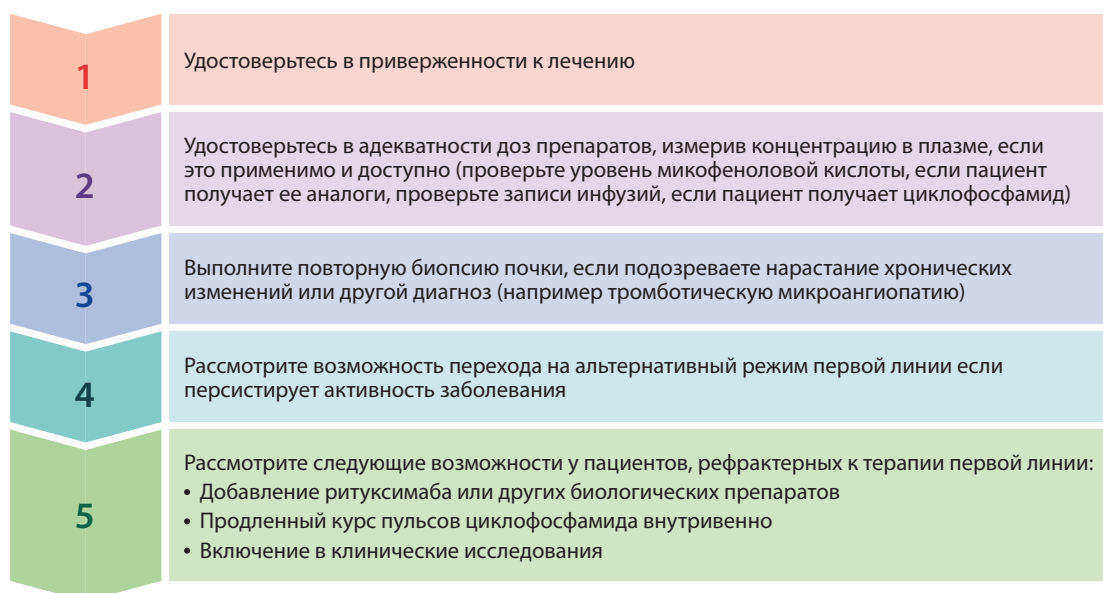 1
Удостоверьтесь в приверженности к лечению
2
Удостоверьтесь в адекватности доз препаратов, измерив концентрацию в плазме, если
это применимо и доступно (проверьте уровень микофеноловой кислоты, если пациент
получает ее аналоги, проверьте записи инфузий, если пациент получает циклофосфамид)
3
Выполните повторную биопсию почки, если подозреваете нарастание хронических
изменений или другой диагноз (например тромботическую микроангиопатию)
4
Рассмотрите возможность перехода на альтернативный режим первой линии если
персистирует активность заболевания
5
Рассмотрите следующие возможности у пациентов, рефрактерных к терапии первой линии:
• Добавление ритуксимаба или других биологических препаратов
• Продленный курс пульсов циклофосфамида внутривенно
• Включение в клинические исследования